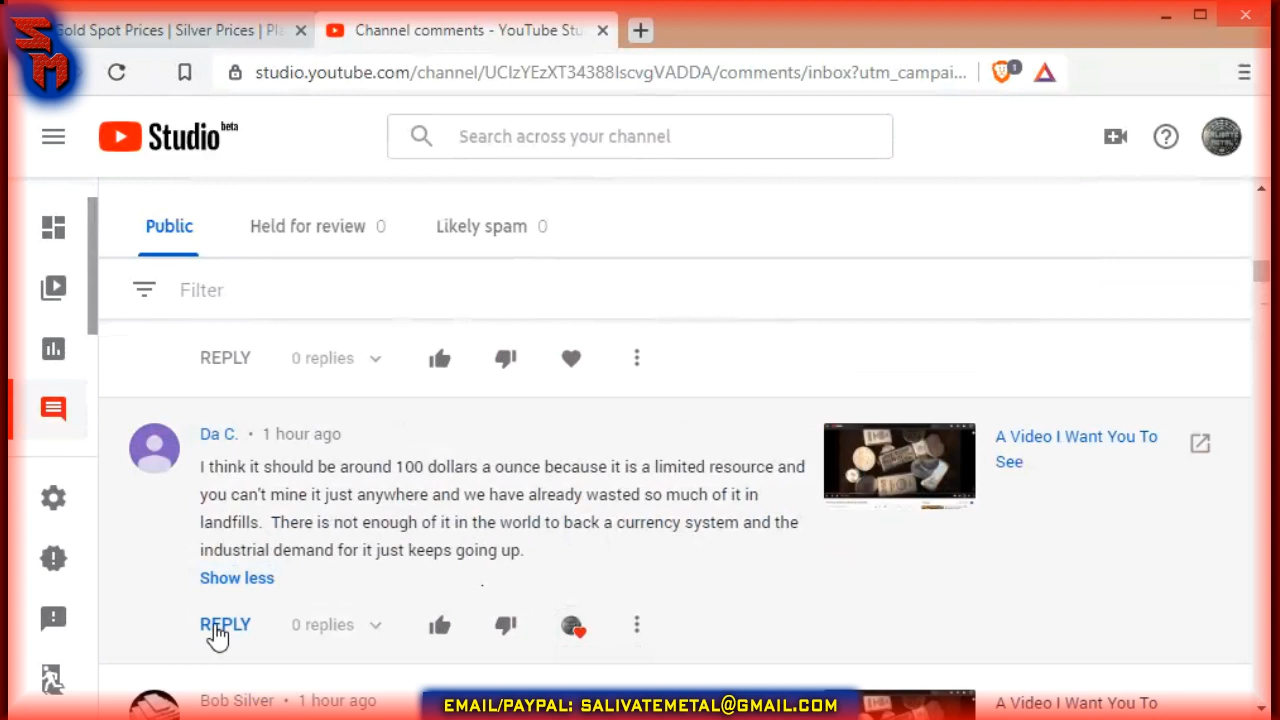 SM
Gold Spot Prices | Silver Prices | Pla
Channel comments - YouTube Stu
studio.youtube.com/channel/UCIzYEzXT34388IscvgVADDA/comments/inbox?utm_campai...
1
Studio beta
Search across your channel
Public
Held for review 0
Likely spam 0
Filter
REPLY 0 replies
Da C. • 1 hour ago
I think it should be around 100 dollars a ounce because it is a limited resource and
you can't mine it just anywhere and we have already wasted so much of it in
landfills. There is not enough of it in the world to back a currency system and the
industrial demand for it just keeps going up.
Show less
A Video I Want You To
See
REPLY 0 replies
Bob Silver • 1 hour ago
A Video I Want You To
EMAIL/PAYPAL: SALIVATEMETAL@GMAIL.COM